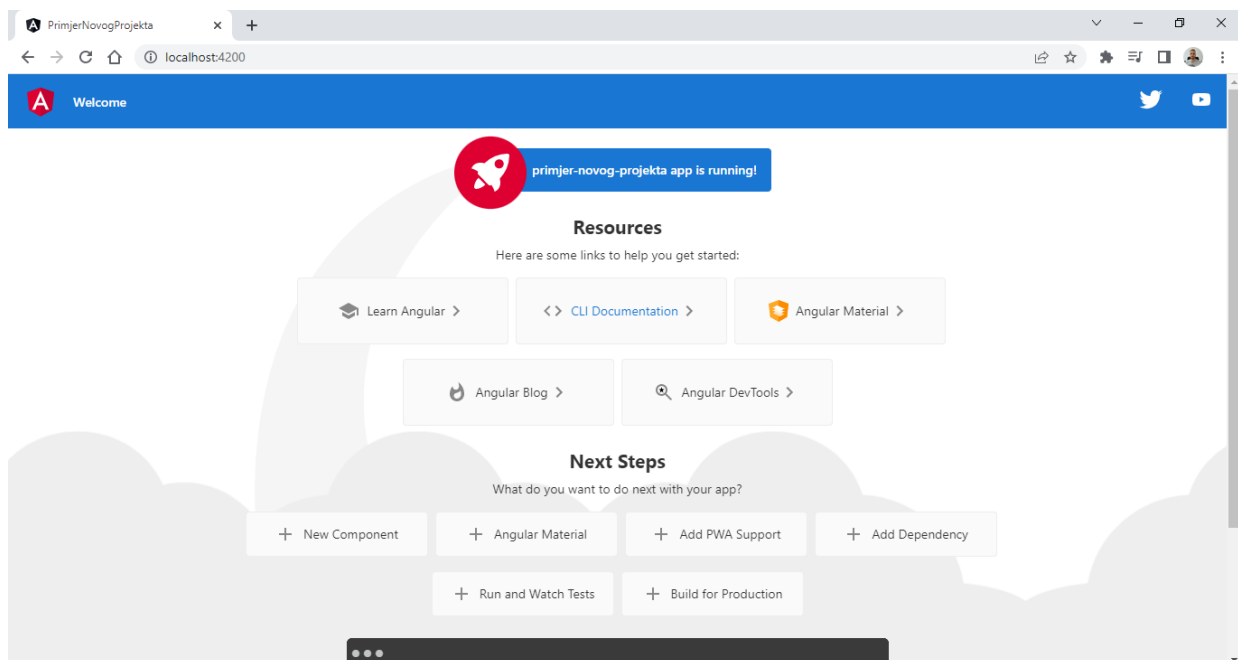 PrimjerNovogProjekta
localhost:4200
Welcome
primjer-novog-projekta app is running!
Resources
Here are some links to help you get started:
Learn Angular
CLI Documentation
Angular Material
Angular Blog
Angular DevTools
Next Steps
What do you want to do next with your app?
New Component
Angular Material
Add PWA Support
Add Dependency
Run and Watch Tests
Build for Production